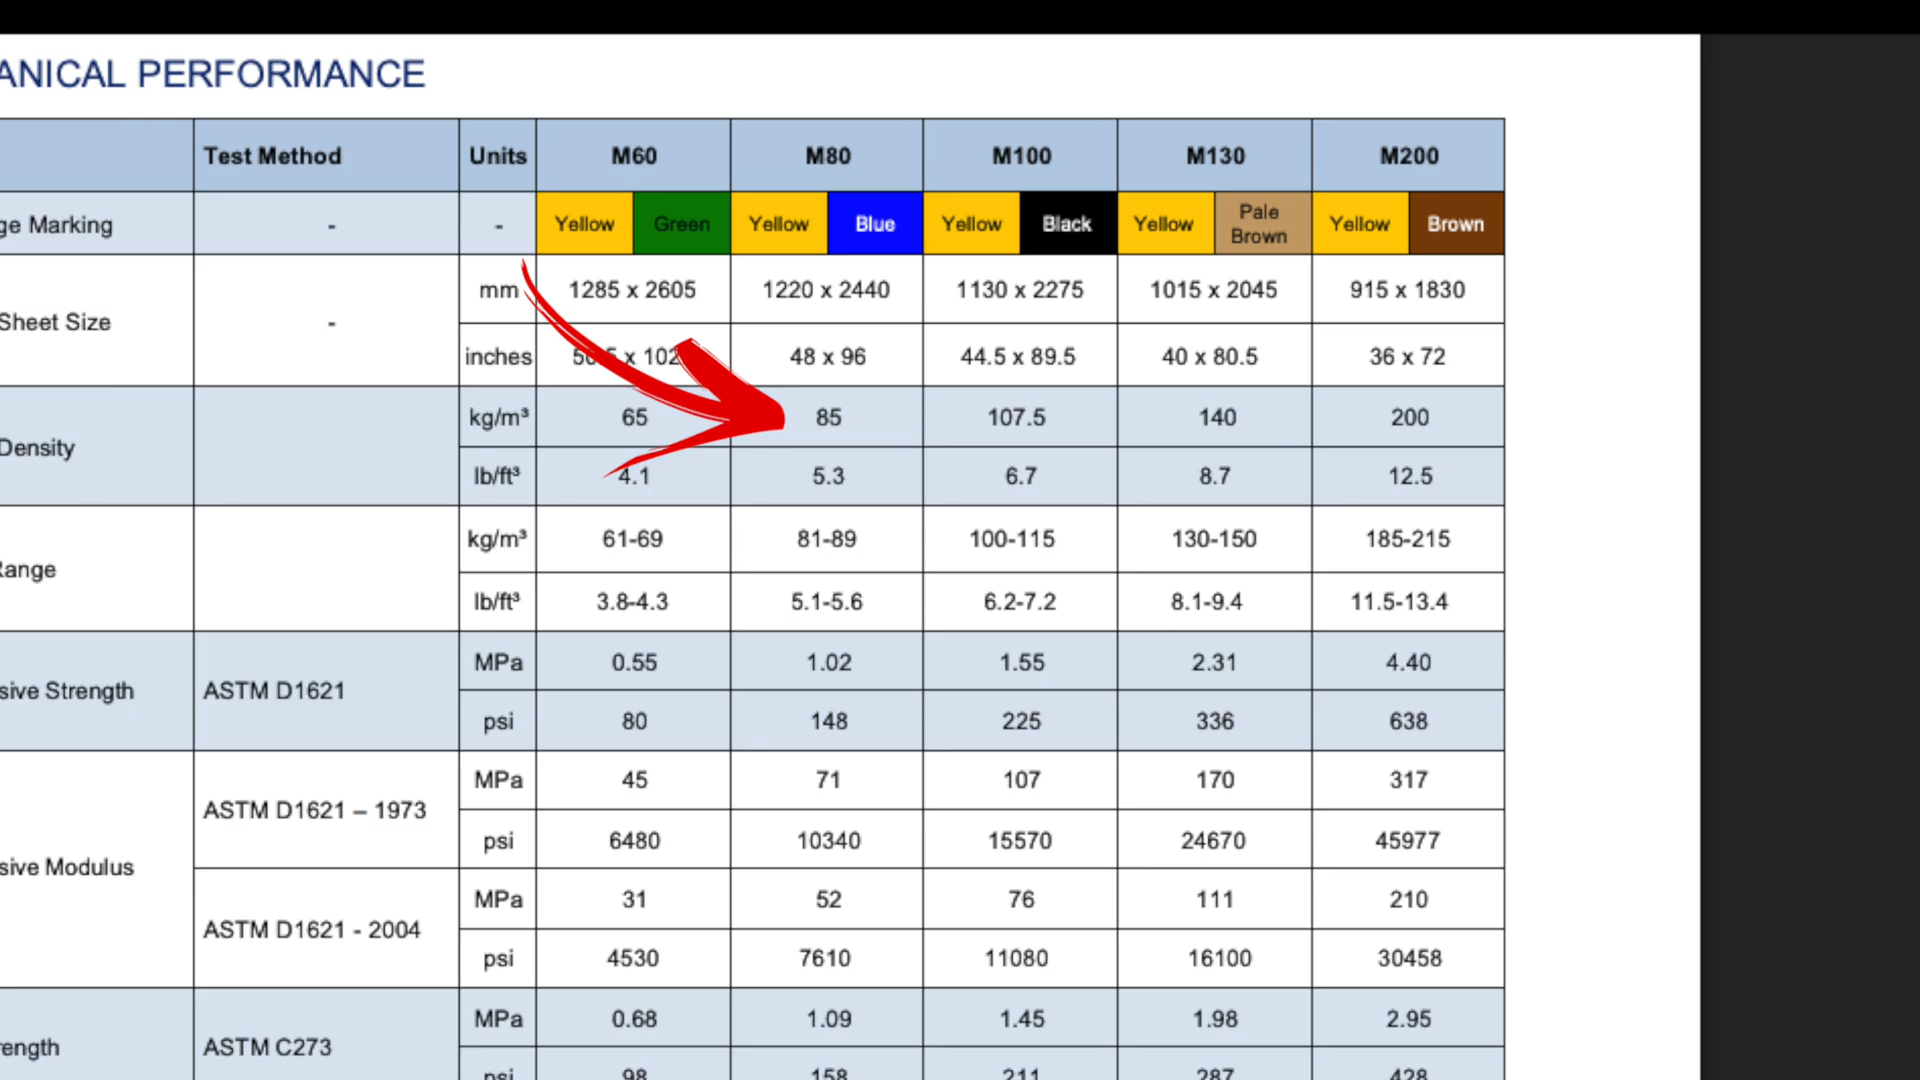 ANICAL PERFORMANCE
Test Method Units M60 M80 M100 M130 M200
ge Marking - - Yellow Green Yellow Blue Yellow Black Yellow Pale Brown Yellow Brown
Sheet Size - mm 1285 x 2605 1220 x 2440 1130 x 2275 1015 x 2045 915 x 1830
inches x 48 x 96 44.5 x 89.5 40 x 80.5 36 x 72
Density kg/m³ 65 85 107.5 140 200
lb/ft³ 4.1 5.3 6.7 8.7 12.5
Range kg/m³ 61-69 81-89 100-115 130-150 185-215
lb/ft³ 3.8-4.3 5.1-5.6 6.2-7.2 8.1-9.4 11.5-13.4
sive Strength ASTM D1621 MPa 0.55 1.02 1.55 2.31 4.40
psi 80 148 225 336 638
sive Modulus ASTM D1621 – 1973 MPa 45 71 107 170 317
psi 6480 10340 15570 24670 45977
ASTM D1621 - 2004 MPa 31 52 76 111 210
psi 4530 7610 11080 16100 30458
rength ASTM C273 MPa 0.68 1.09 1.45 1.98 2.95
psi 98 158 211 287 428